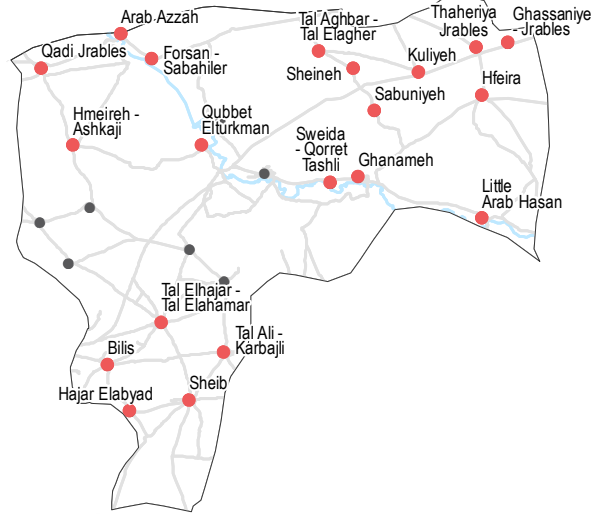 Arab Azzah
Qadi Jrables
Forsan -
Sabahiler
Tal Aghbar -
Tal Elagher
Sheineh
Thaheriya
Jrables
Ghassaniye
Jrables
Kuliyeh
Sabuniyeh
Hfeira
Hmeireh -
Ashkaji
Qubbet
Eltürkman
Sweida
- Qorret
Tashli
Ghanameh
Little
Arab Hasan
Tal Elhajar -
Tal Elahamar
Tal Ali -
Karbajli
Bilis
Hajar Elabyad
Sheib